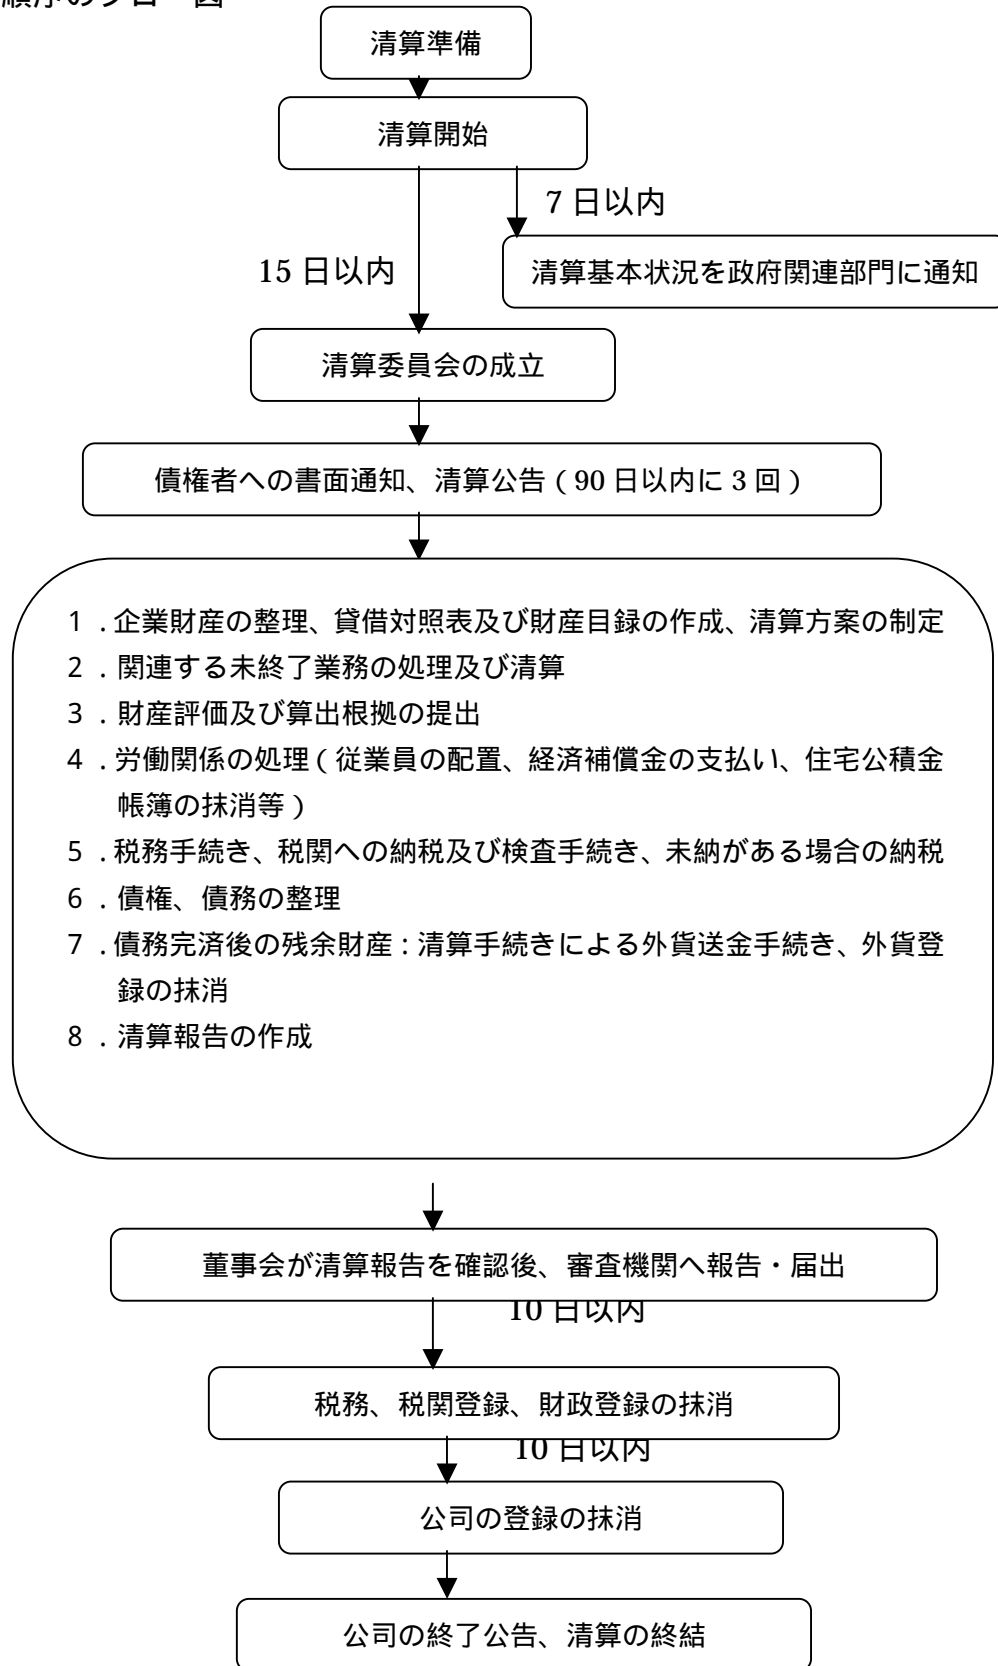 順序のフロー図
清算準備
清算開始
7 日以内
15 日以内
清算基本状況を政府関連部門に通知
清算委員会の成立
債権者への書面通知、清算公告（90 日以内に 3 回）
1．企業財産の整理、貸借対照表及び財産目録の作成、清算方案の制定
2．関連する未終了業務の処理及び清算
3．財産評価及び算出根拠の提出
4．労働関係の処理（従業員の配置、経済補償金の支払い、住宅公積金
帳簿の抹消等）
5．税務手続き、税関への納税及び検査手続き、未納がある場合の納税
6．債権、債務の整理
7．債務完済後の残余財産：清算手続きによる外貨送金手続き、外貨登
録の抹消
8．清算報告の作成
董事会が清算報告を確認後、審査機関へ報告・届出
10 日以内
税務、税関登録、財政登録の抹消
10 日以内
公司の登録の抹消
公司の終了公告、清算の終結